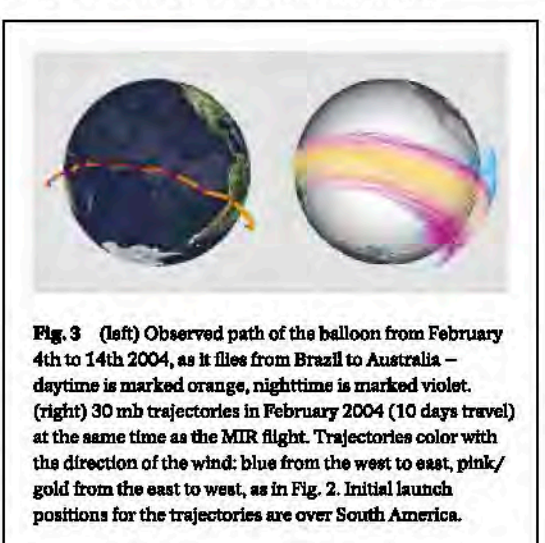 Fig. 3 (left) Observed path of the balloon from February
4th to 14th 2004, as it flies from Brazil to Australia –
daytime is marked orange, nighttime is marked violet.
(right) 30 mb trajectories in February 2004 (10 days travel)
at the same time as the MIR flight. Trajectories color with
the direction of the wind: blue from the west to east, pink/
gold from the east to west, as in Fig. 2. Initial launch
positions for the trajectories are over South America.